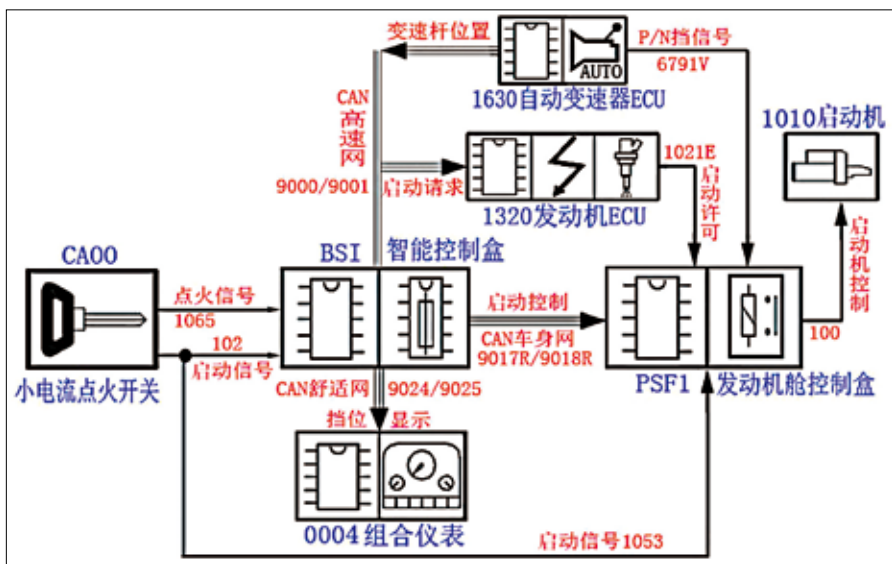 变速杆位置
P/N挡信号
6791V
AUTO
1630自动变速器ECU
CAN
高速网
9000/9001
启动请求
1021E
启动许可
1320发动机ECU
1010启动机
启动机控制
100
CA00
点火信号
1065
102
启动信号
小电流点火开关
BSI 智能控制盒
启动控制
CAN车身网
9017R/9018R
PSF1 发动机舱控制盒
CAN舒适网 9024/9025
挡位 显示
0004组合仪表
启动信号1053